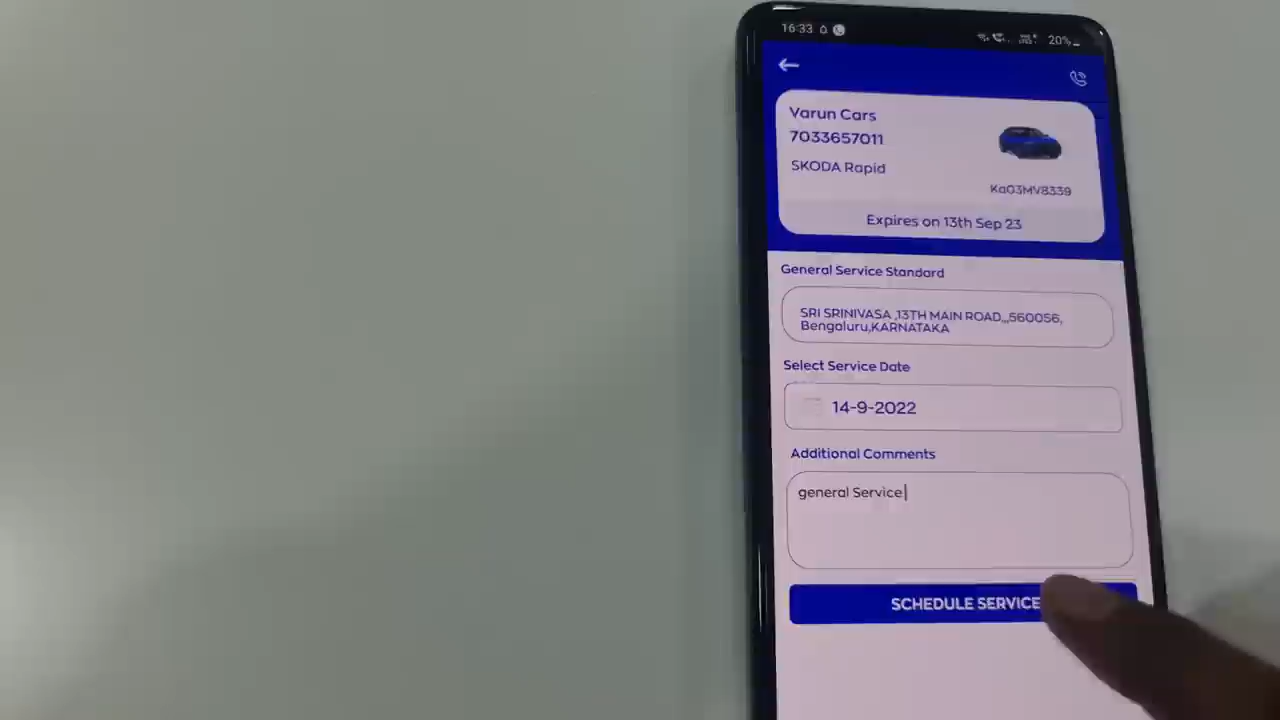 16:33
20%
Varun Cars
7033657011
SKODA Rapid
Ka03MV8339
Expires on 13th Sep 23
General Service Standard
SRI SRINIVASA ,13TH MAIN ROAD,,,560056,
Bengaluru,KARNATAKA
Select Service Date
14-9-2022
Additional Comments
general Service
SCHEDULE SERVICE